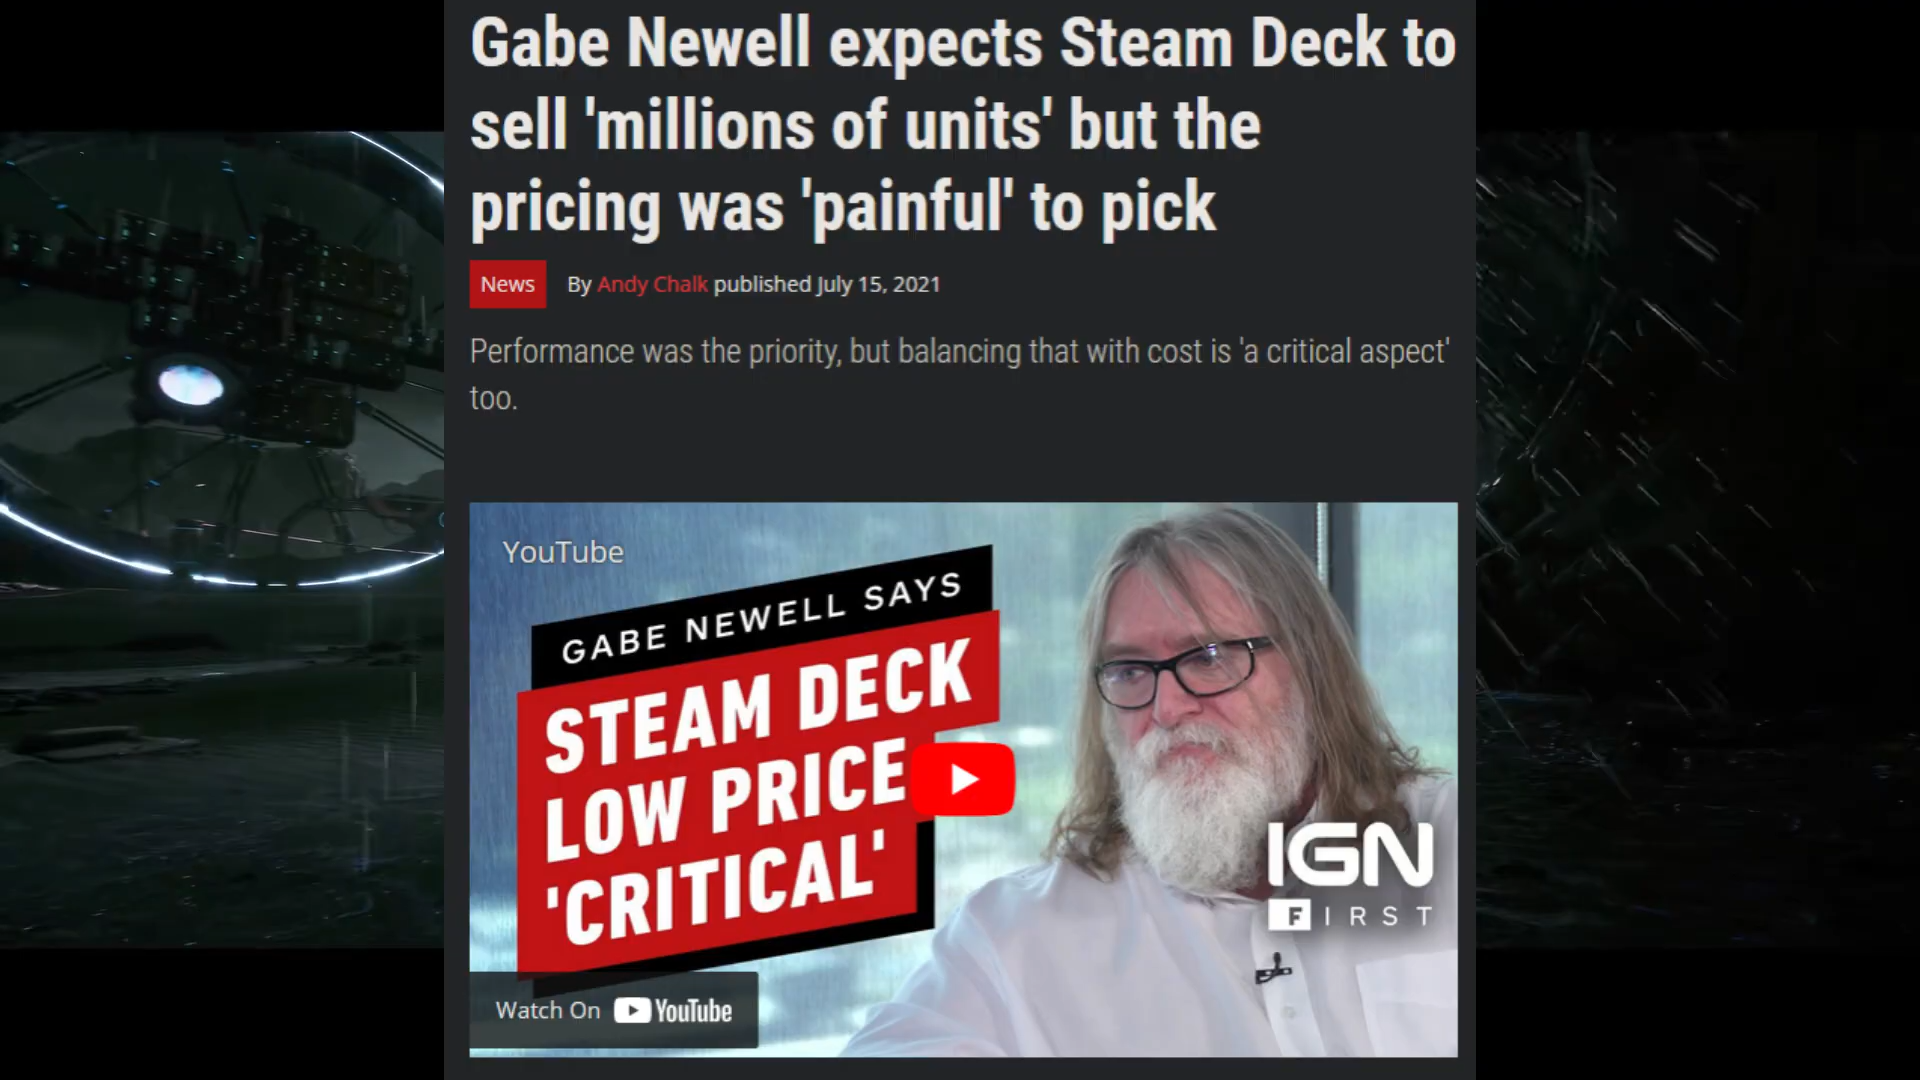 Gabe Newell expects Steam Deck to
sell 'millions of units' but the
pricing was 'painful' to pick
News By Andy Chalk published July 15, 2021
Performance was the priority, but balancing that with cost is 'a critical aspect'
too.
YouTube
GABE NEWELL SAYS
STEAM DECK
LOW PRICE
'CRITICAL'
IGN
FIRST
Watch On YouTube